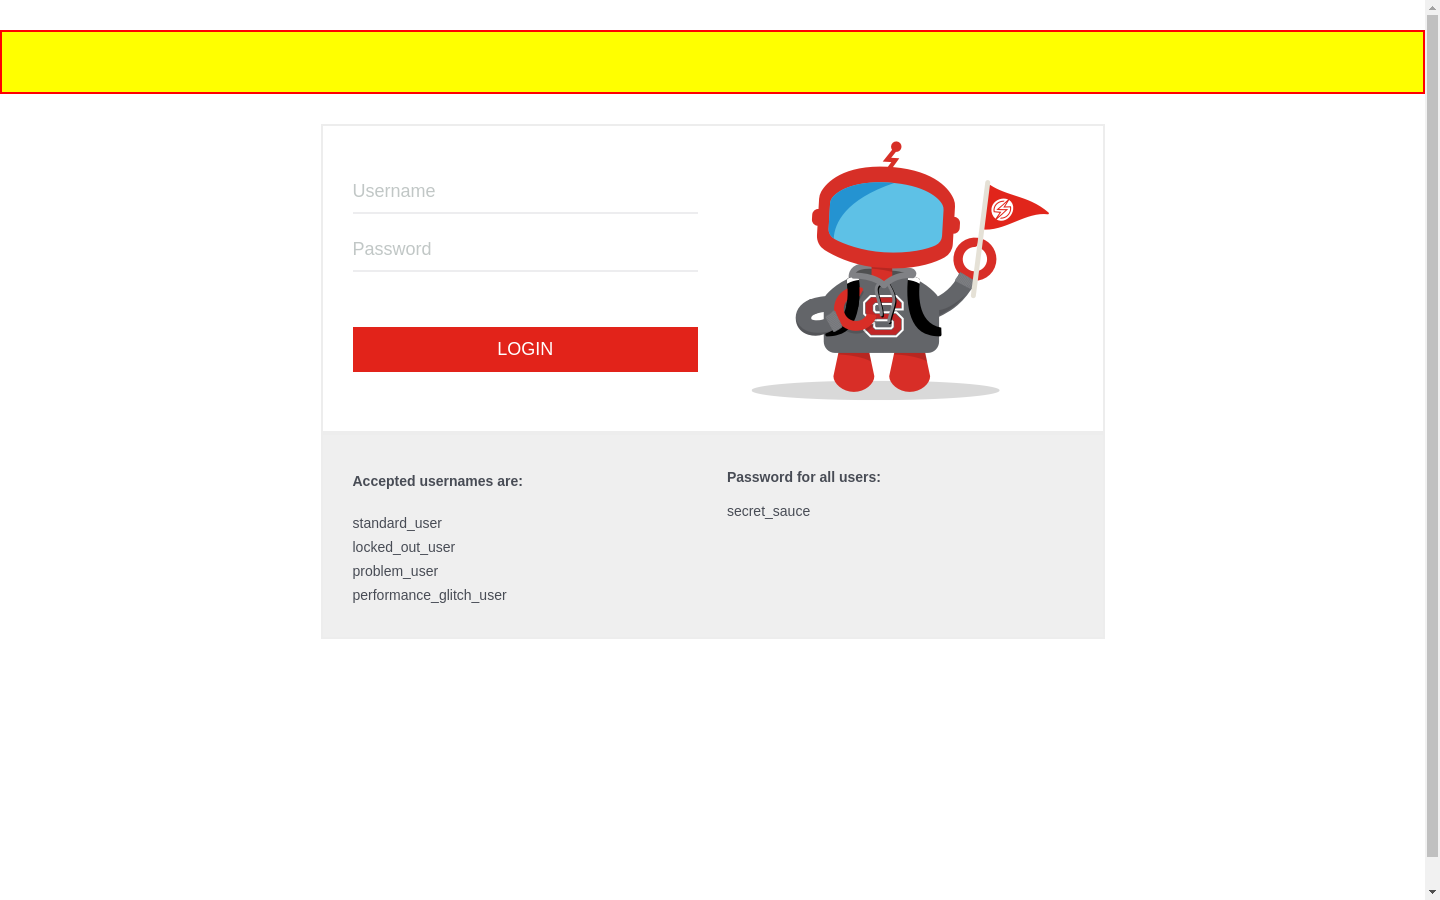 Username
Password
LOGIN
Accepted usernames are:
standard_user
locked_out_user
problem_user
performance_glitch_user
Password for all users:
secret_sauce